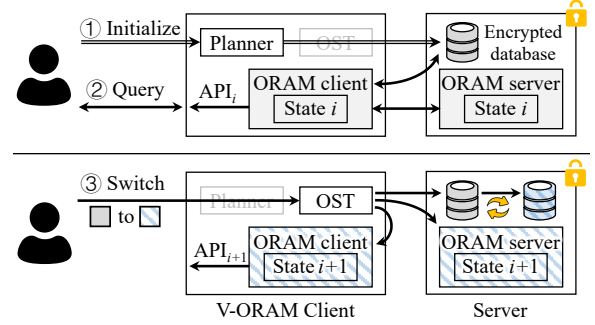 ① Initialize
Planner
OST
Encrypted
database
② Query
API_i
ORAM client
State i
ORAM server
State i
③ Switch
to
Planner
OST
API_{i+1}
ORAM client
State i+1
ORAM server
State i+1
V-ORAM Client
Server